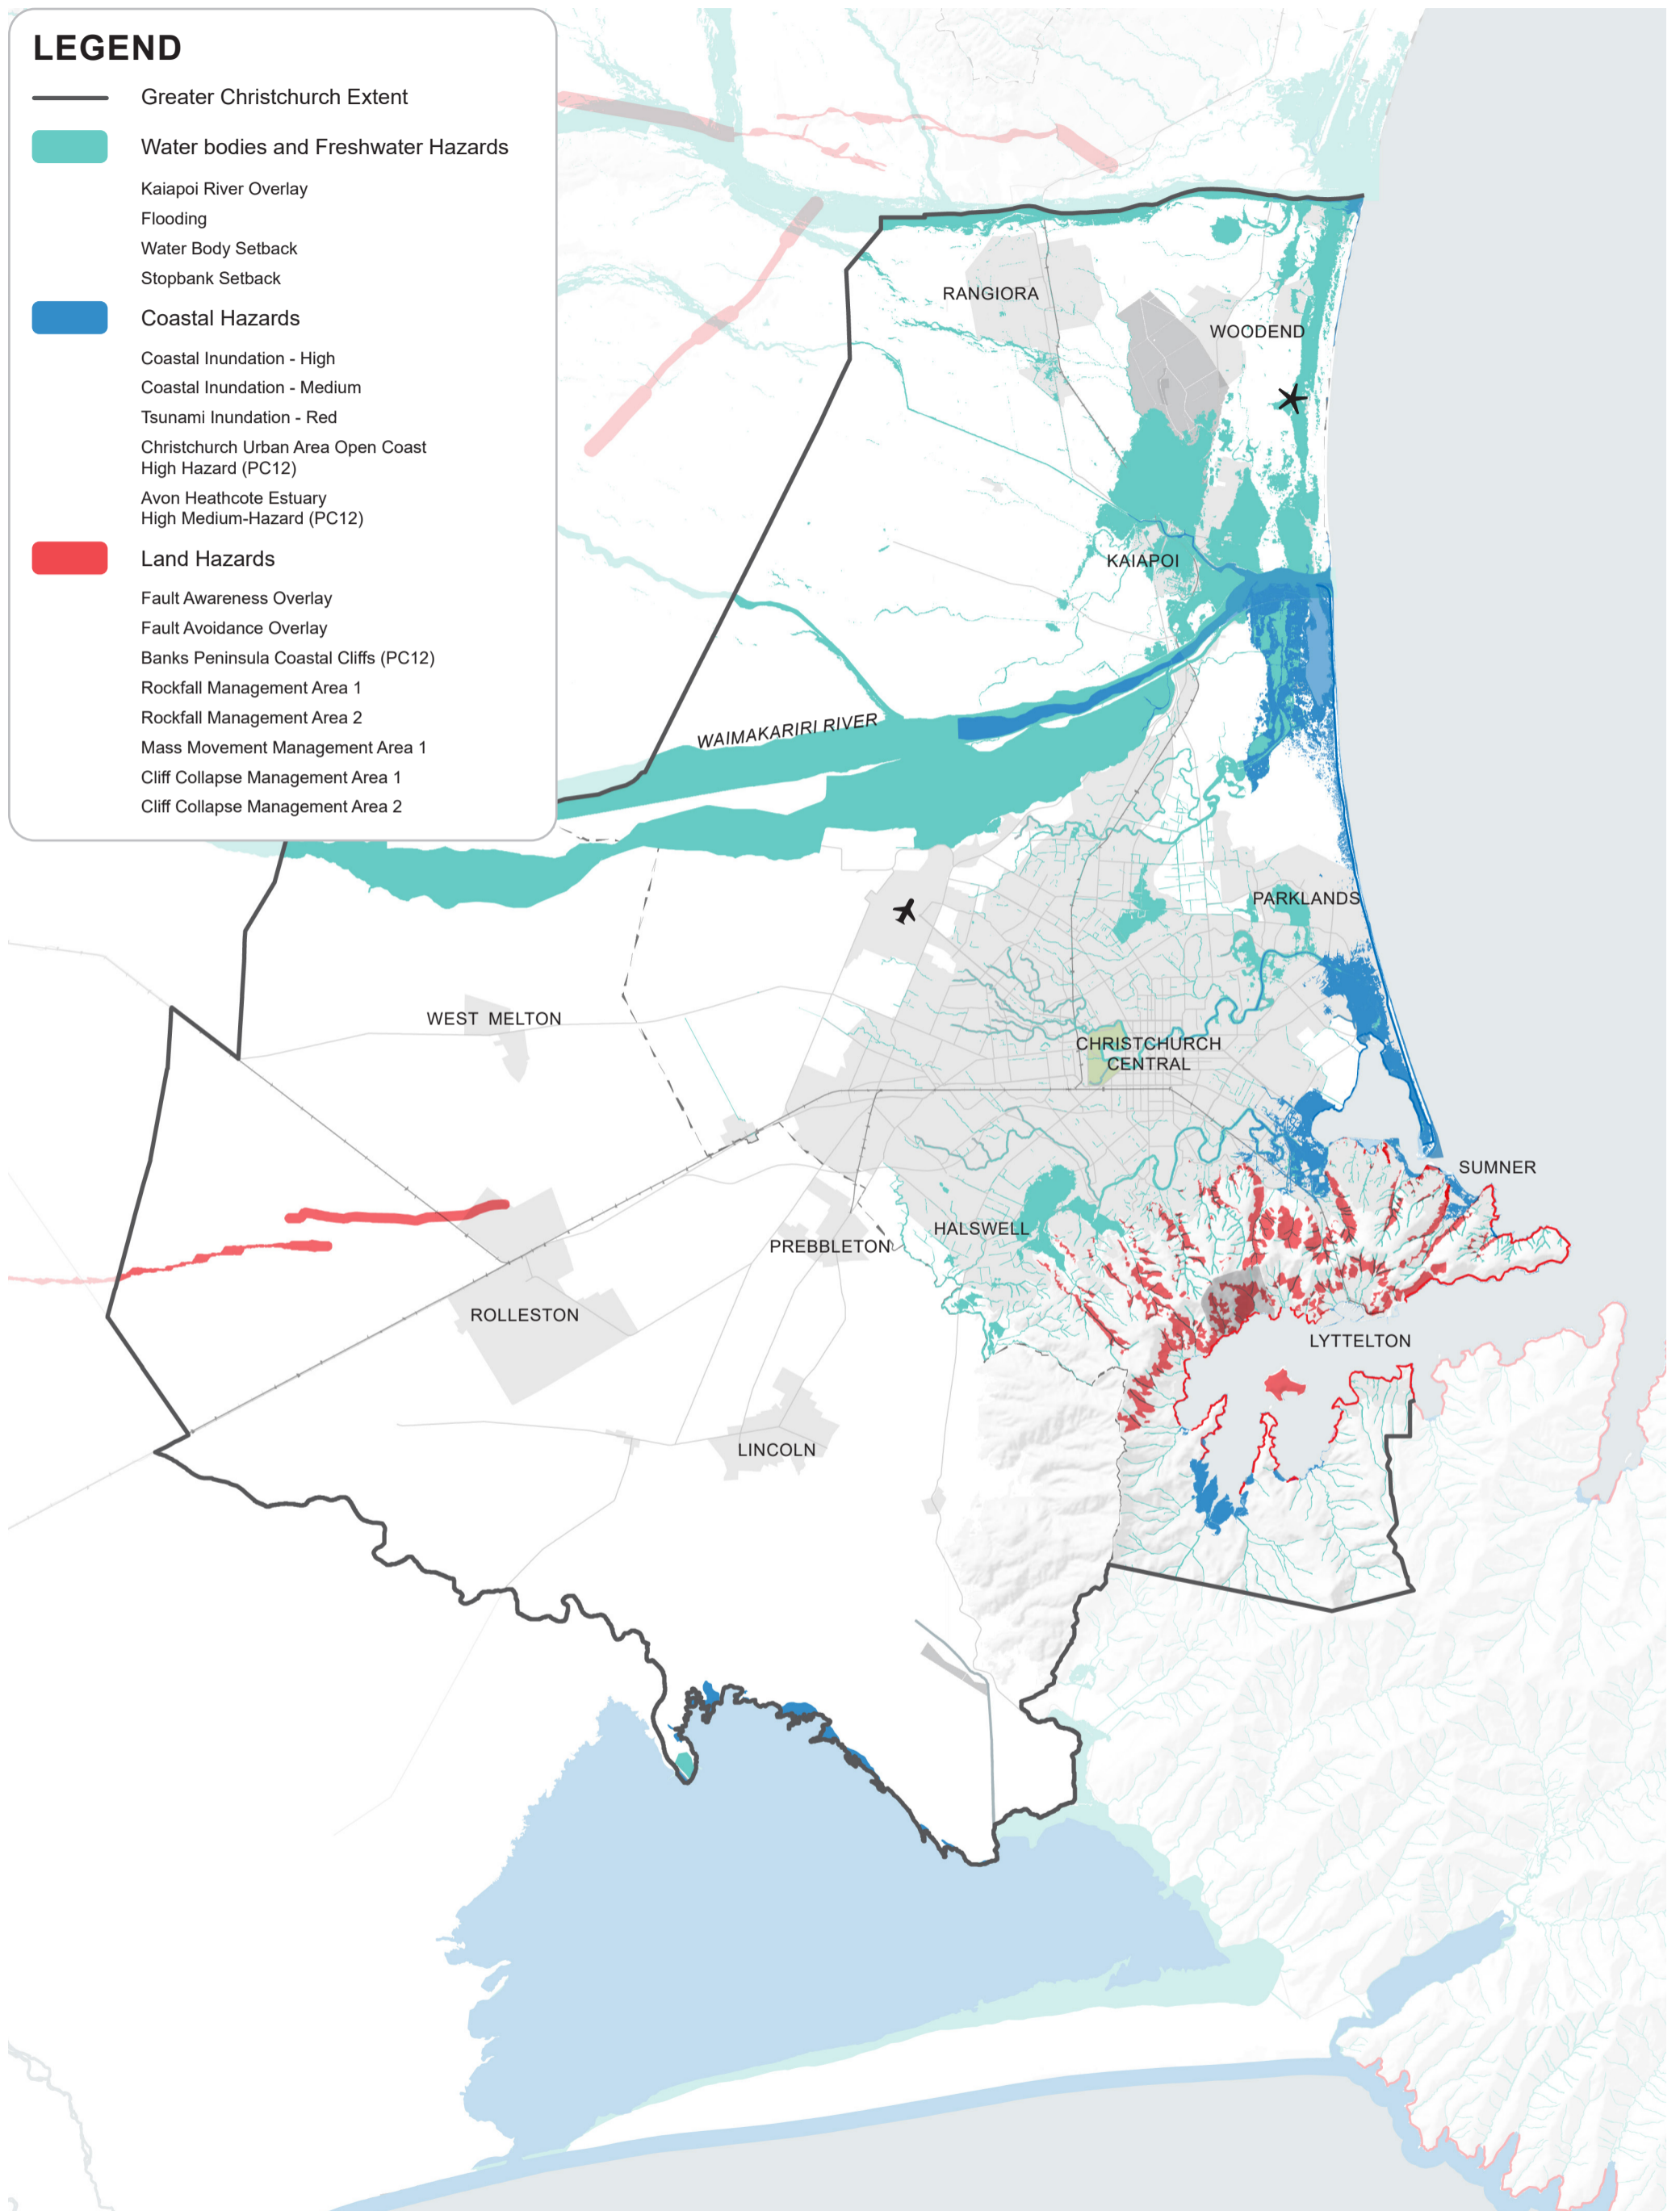 LEGEND
Greater Christchurch Extent
Water bodies and Freshwater Hazards
Kaiapoi River Overlay
Flooding
Water Body Setback
Stopbank Setback
Coastal Hazards
Coastal Inundation - High
Coastal Inundation - Medium
Tsunami Inundation - Red
Christchurch Urban Area Open Coast
High Hazard (PC12)
Avon Heathcote Estuary
High Medium-Hazard (PC12)
Land Hazards
Fault Awareness Overlay
Fault Avoidance Overlay
Banks Peninsula Coastal Cliffs (PC12)
Rockfall Management Area 1
Rockfall Management Area 2
Mass Movement Management Area 1
Cliff Collapse Management Area 1
Cliff Collapse Management Area 2
RANGIORA
WOODEND
KAIAPOI
WAIMAKARIRI RIVER
PARKLANDS
WEST MELTON
CHRISTCHURCH
CENTRAL
SUMNER
HALSWELL
PREBBLETON
ROLLESTON
LYTTELTON
LINCOLN